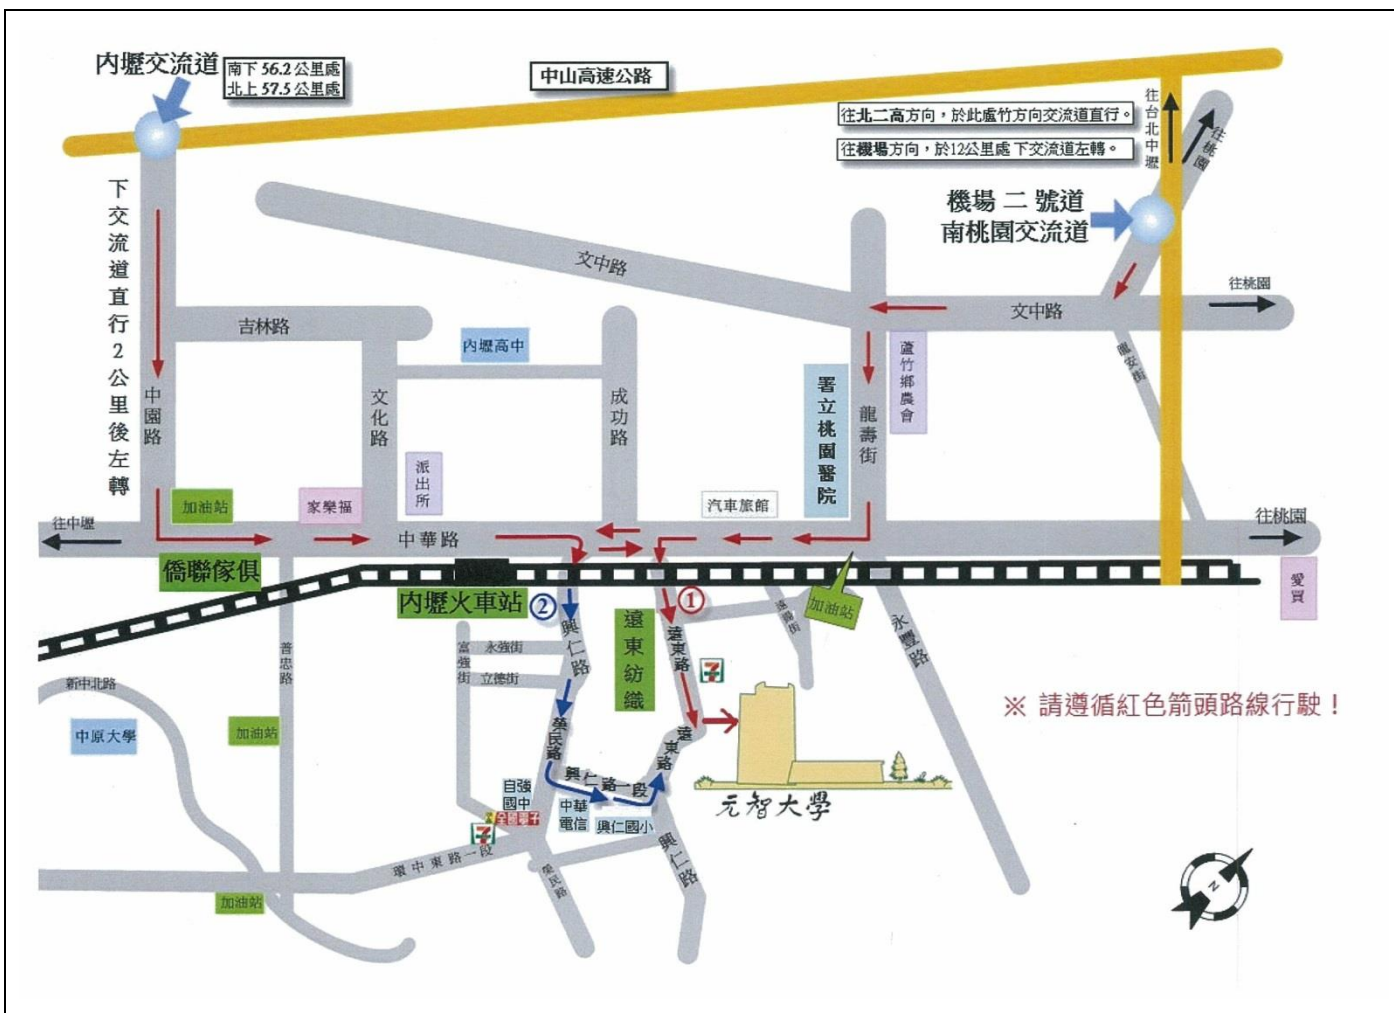 內壢交流道
南下 56.2 公里處
北上 57.5 公里處
中山高速公路
往北二高方向，於此盧竹方向交流道直行。
往機場方向，於12公里處 下交流道左轉。
往台北中壢
往桃園
機場 二 號道
南桃園交流道
下交流道直行2公里後左轉
文中路
往桃園
文中路
吉林路
內壢高中
中園路
文化路
成功路
署立桃園醫院
蘆竹鄉農會
龍壽街
龍安街
派出所
加油站
家樂福
汽車旅館
往中壢
中華路
往桃園
僑聯傢俱
內壢火車站
愛買
②
①
興仁路
遠東紡織
遠東路
加油站
永豐路
富強街
永強街
立德街
普忠路
新中北路
7
※ 請遵循紅色箭頭路線行駛！
中原大學
加油站
榮民路
遠東路
興仁路一段
自強國中
全國電子
中華電信
興仁國小
元智大學
7
環中東路一段
榮民路
興仁路
加油站
N